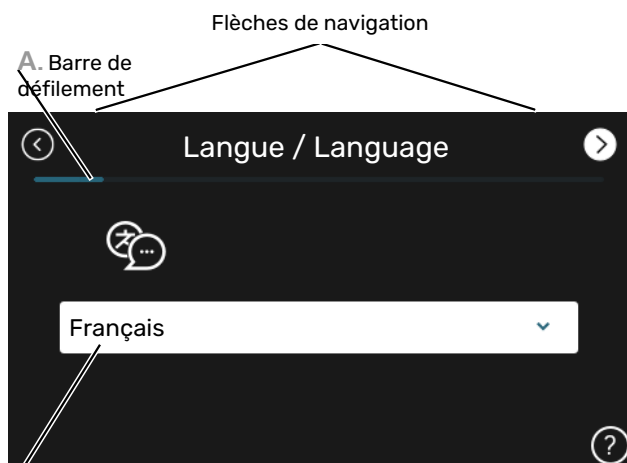 Flèches de navigation
A. Barre de
défilement
Langue / Language
Français
?